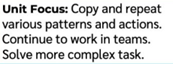 Unit Focus: Copy and repeat
various patterns and actions.
Continue to work in teams.
Solve more complex task.